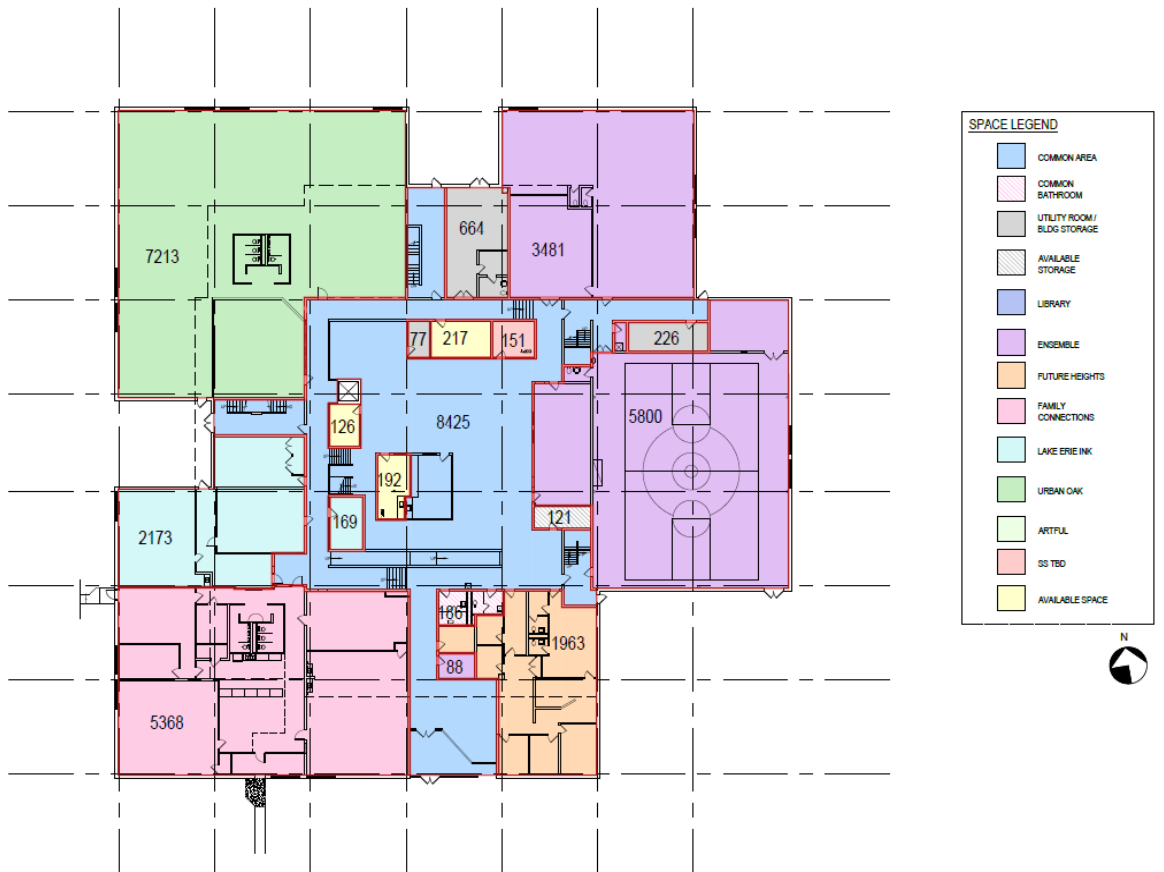 664
3481
7213
77
217
151
226
126
8425
5800
192
169
121
2173
186
1963
88
5368
SPACE LEGEND
COMMON AREA
COMMON
BATHROOM
UTILITY ROOM /
BLDG STORAGE
AVAILABLE
STORAGE
LIBRARY
ENSEMBLE
FUTURE HEIGHTS
FAMILY
CONNECTIONS
LAKE ERIE INK
URBAN OAK
ARTFUL
SS TBD
AVAILABLE SPACE
N